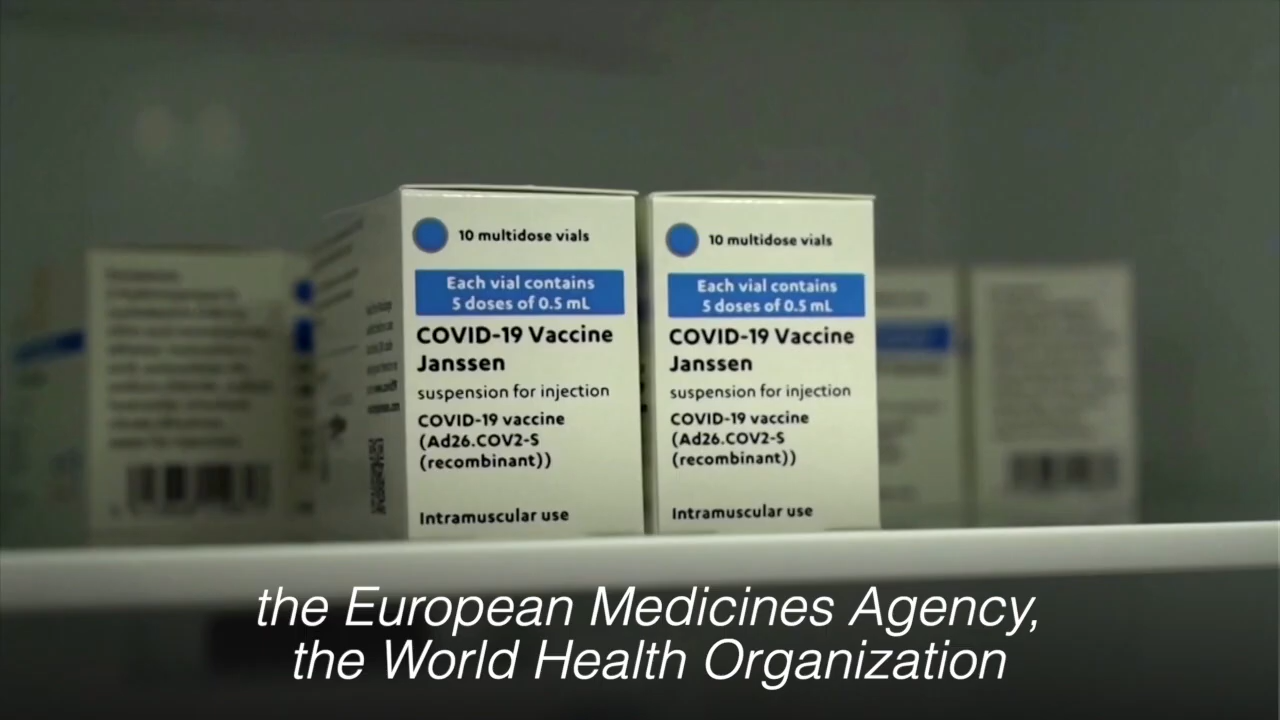 10 multidose vials
Each vial contains
5 doses of 0.5 mL
COVID-19 Vaccine
Janssen
suspension for injection
COVID-19 vaccine
(Ad26.COV2-S
(recombinant))
Intramuscular use
10 multidose vials
Each vial contains
5 doses of 0.5 mL
COVID-19 Vaccine
Janssen
suspension for injection
COVID-19 vaccine
(Ad26.COV2-S
(recombinant))
Intramuscular use
the European Medicines Agency,
the World Health Organization